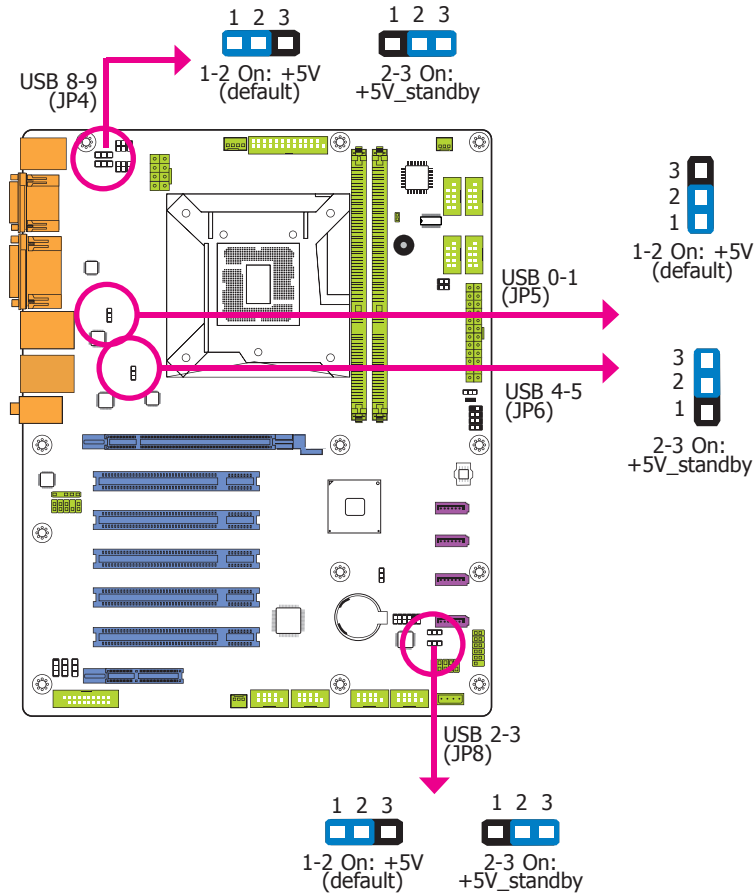 1 2 3
1 2 3
1-2 On: +5V
(default)
2-3 On:
+5V_standby
USB 8-9
(JP4)
3
2
1
1-2 On: +5V
(default)
USB 0-1
(JP5)
USB 4-5
(JP6)
3
2
1
2-3 On:
+5V_standby
USB 2-3
(JP8)
1 2 3
1 2 3
1-2 On: +5V
(default)
2-3 On:
+5V_standby